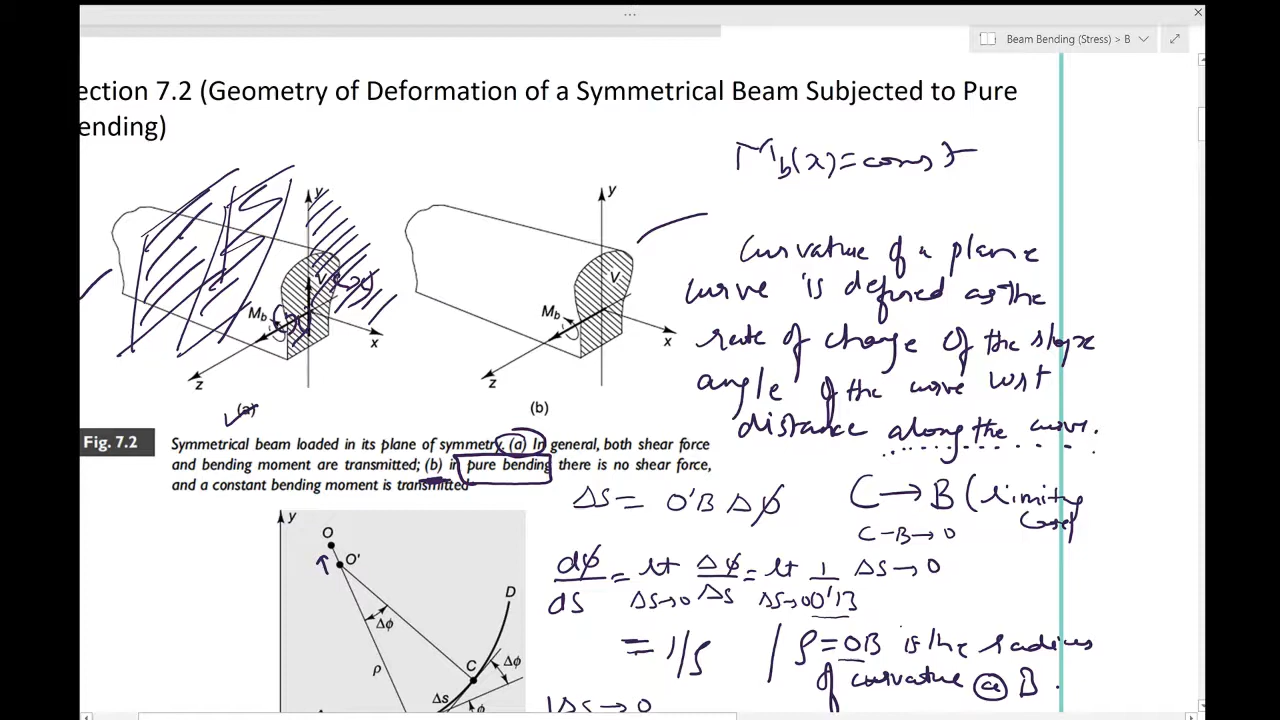 Beam Bending (Stress) > B
ection 7.2 (Geometry of Deformation of a Symmetrical Beam Subjected to Pure
ending)
M_b(x) = const
y
V
M_b
x
z
(a)
y
V
M_b
x
z
(b)
Curvature of a plane
curve is defined as the
rate of change of the slope
angle of the curve wrt
distance along the curve.
Fig. 7.2
Symmetrical beam loaded in its plane of symmetry. (a) In general, both shear force
and bending moment are transmitted; (b) in pure bending there is no shear force,
and a constant bending moment is transmitted
Δs = O'B Δϕ
C → B (limiting
case)
C-B → 0
dϕ/ds = lt Δs→0 Δϕ/Δs = lt Δs→0 1/O'B Δs → 0
= 1/ρ / ρ = OB is the radius
of curvature @ B.
Δs → 0
y
O
O'
Δϕ
ρ
D
C
Δϕ
Δs
ϕ